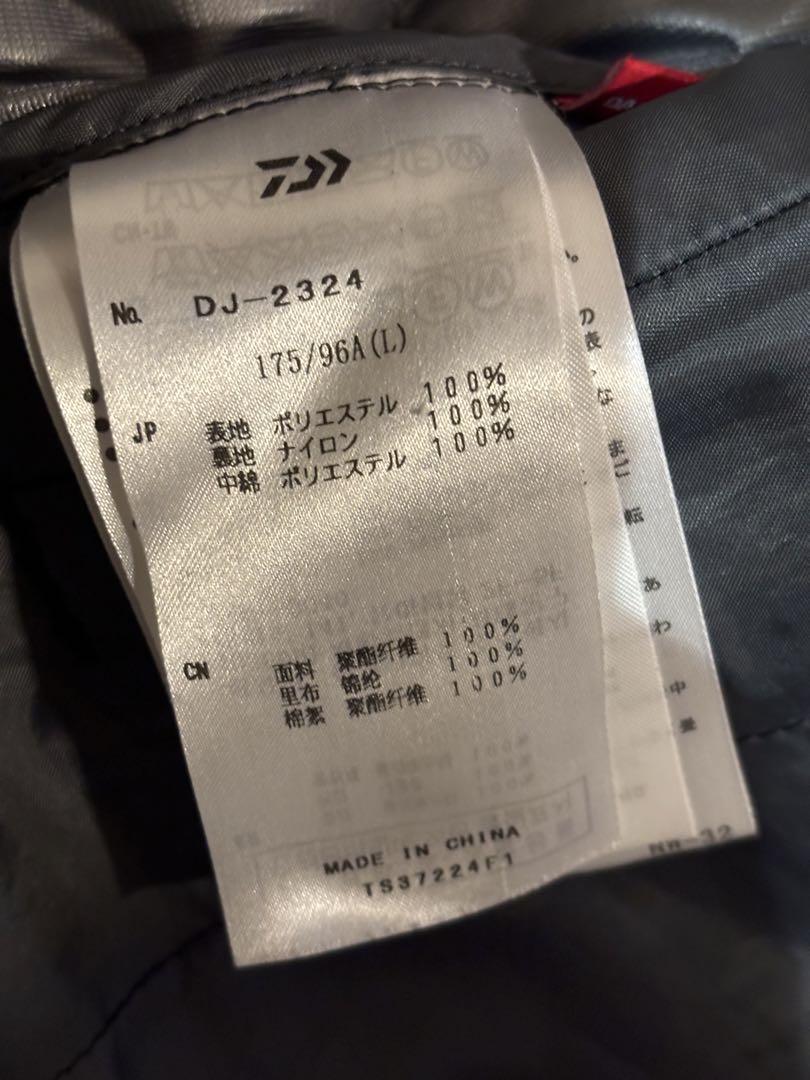 No. DJ-2324
175/96A(L)
JP 表地 ポリエステル 100%
裏地 ナイロン 100%
中綿 ポリエステル 100%
CN 面料 聚酯纤维 100%
里布 锦纶 100%
棉絮 聚酯纤维 100%
MADE IN CHINA
TS37224F1
NW-32